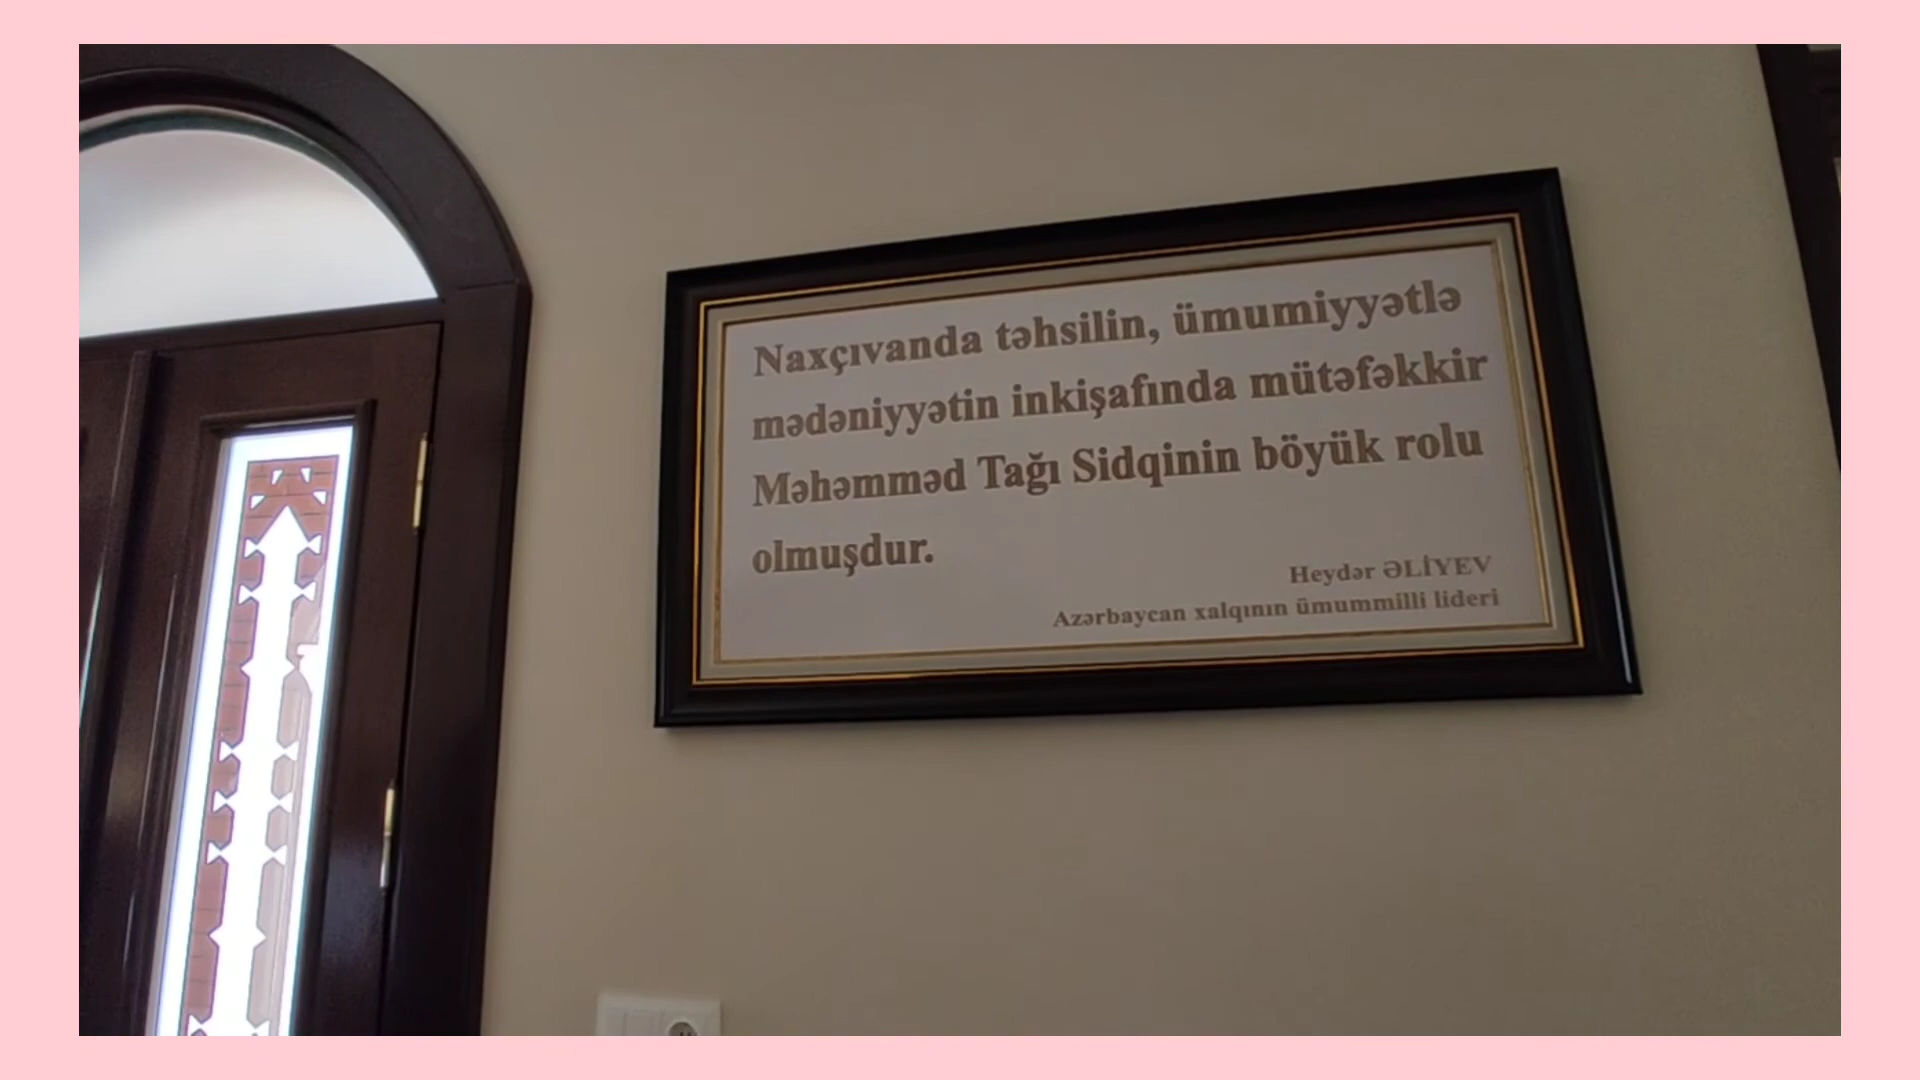 Naxçıvanda təhsilin, ümumiyyətlə
mədəniyyətin inkişafında mütəfəkkir
Məhəmməd Tağı Sidqinin böyük rolu
olmuşdur.
Heydər ƏLİYEV
Azərbaycan xalqının ümummilli lideri